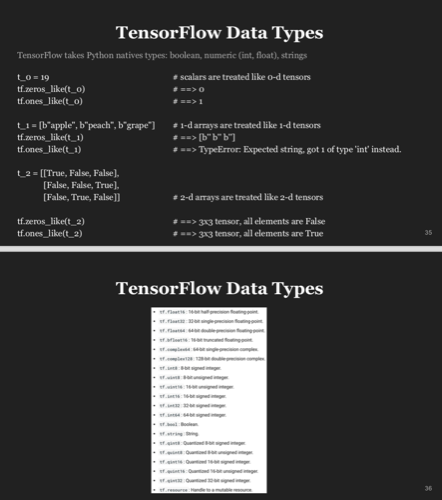 TensorFlow Data Types
TensorFlow takes Python natives types: boolean, numeric (int, float), strings
t_0 = 19 # scalars are treated like 0-d tensors
tf.zeros_like(t_0) # ==> 0
tf.ones_like(t_0) # ==> 1
t_1 = [b"apple", b"peach", b"grape"] # 1-d arrays are treated like 1-d tensors
tf.zeros_like(t_1) # ==> [b'' b'' b'']
tf.ones_like(t_1) # ==> TypeError: Expected string, got 1 of type 'int' instead.
t_2 = [[True, False, False],
[False, False, True],
[False, True, False]] # 2-d arrays are treated like 2-d tensors
tf.zeros_like(t_2) # ==> 3x3 tensor, all elements are False
tf.ones_like(t_2) # ==> 3x3 tensor, all elements are True
35
TensorFlow Data Types
• tf.float16 : 16-bit half-precision floating-point.
• tf.float32 : 32-bit single-precision floating-point.
• tf.float64 : 64-bit double-precision floating-point.
• tf.bfloat16 : 16-bit truncated floating-point.
• tf.complex64 : 64-bit single-precision complex.
• tf.complex128 : 128-bit double-precision complex.
• tf.int8 : 8-bit signed integer.
• tf.uint8 : 8-bit unsigned integer.
• tf.uint16 : 16-bit unsigned integer.
• tf.int16 : 16-bit signed integer.
• tf.int32 : 32-bit signed integer.
• tf.int64 : 64-bit signed integer.
• tf.bool : Boolean.
• tf.string : String.
• tf.qint8 : Quantized 8-bit signed integer.
• tf.quint8 : Quantized 8-bit unsigned integer.
• tf.qint16 : Quantized 16-bit signed integer.
• tf.quint16 : Quantized 16-bit unsigned integer.
• tf.qint32 : Quantized 32-bit signed integer.
• tf.resource : Handle to a mutable resource.
36